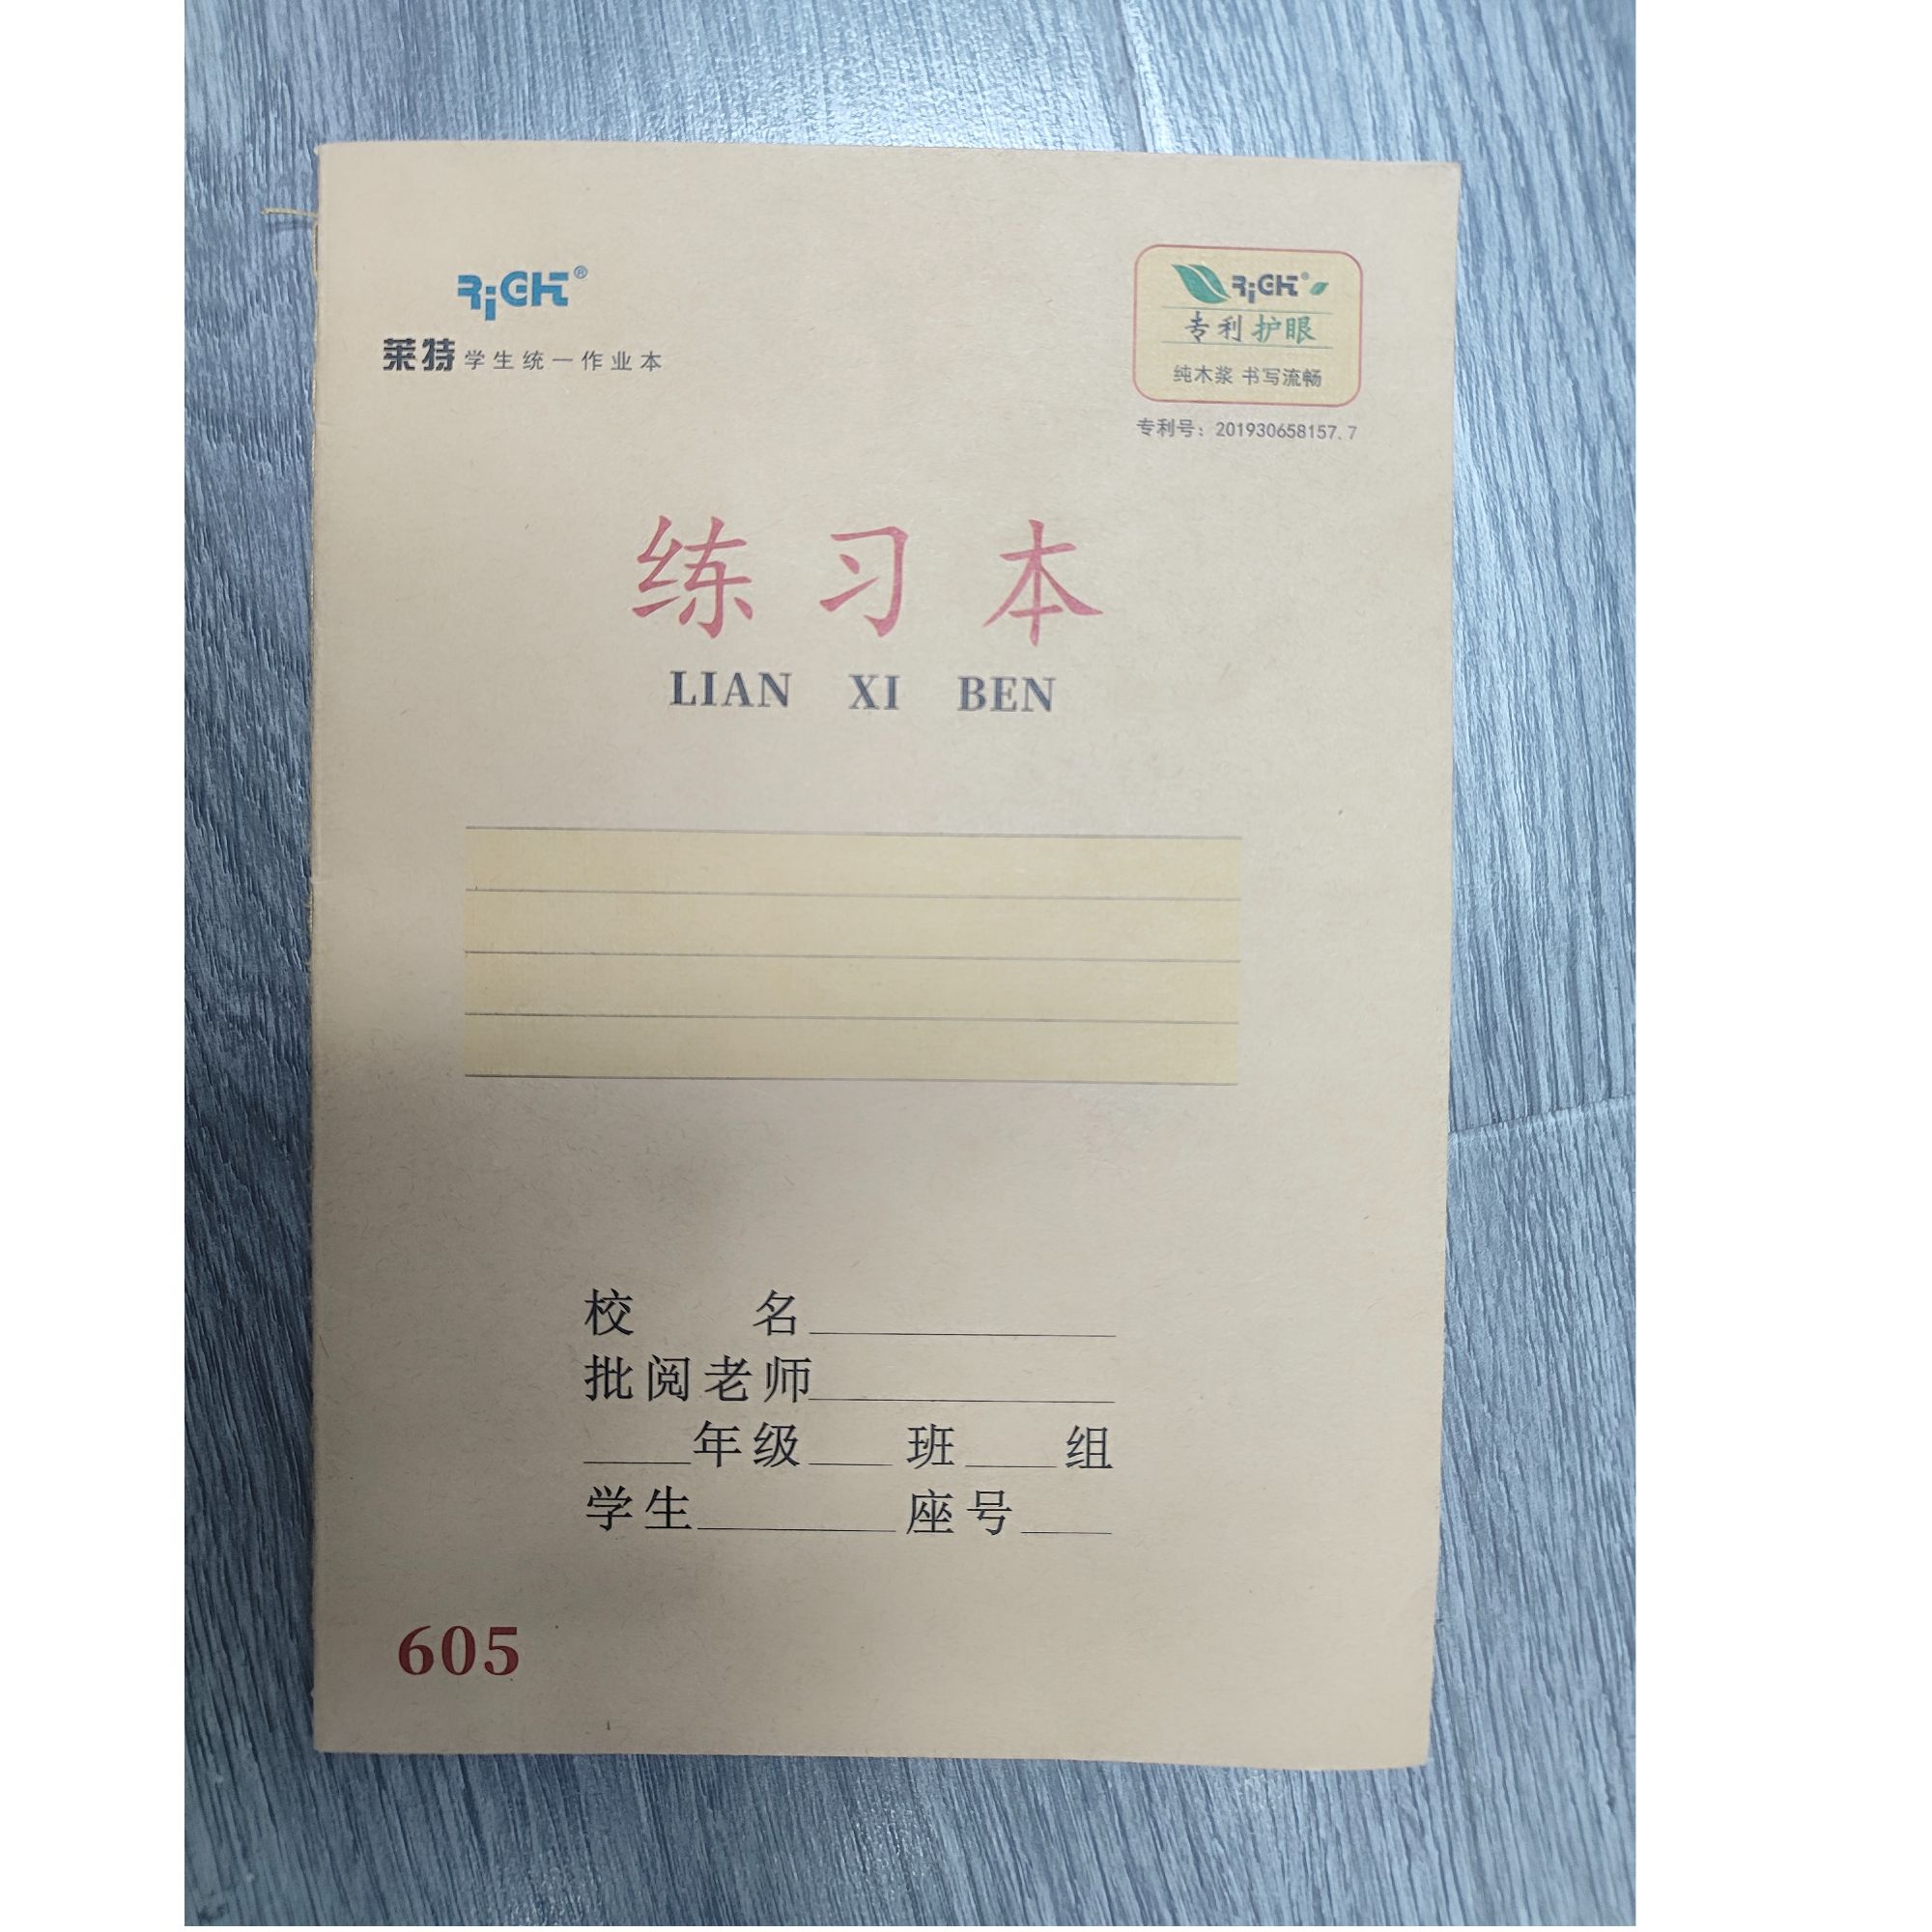 RiGHT®
莱特 学生统一作业本
RiGHT®
专利护眼
纯木浆 书写流畅
专利号：201930658157.7
练习本
LIAN XI BEN
校 名
批阅老师
年级 班 组
学生 座号
605